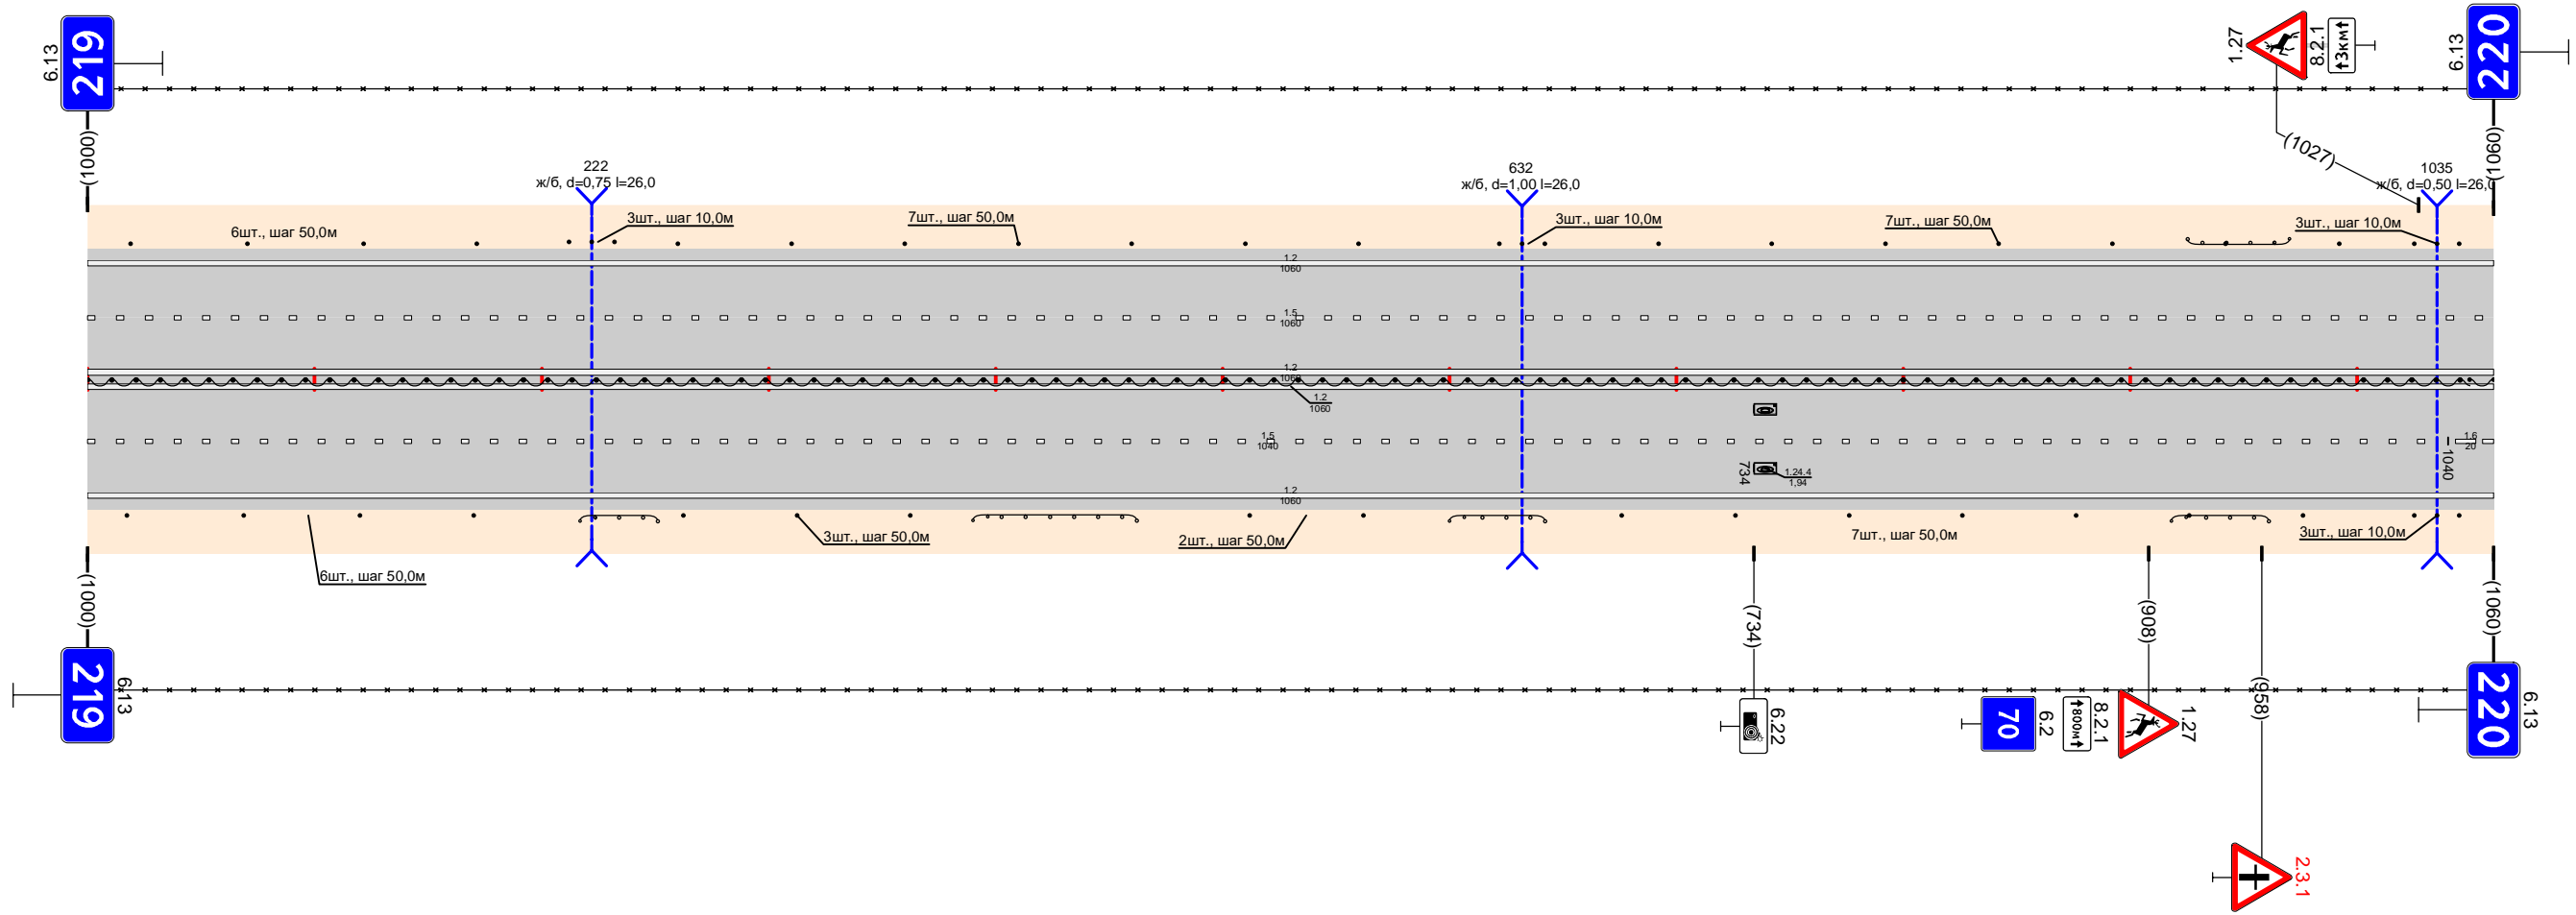 219
6.13
1.27
8.2.1
3км
6.13
220
(1000)
(1027)
(1060)
222
ж/б, d=0,75 l=26,0
632
ж/б, d=1,00 l=26,0
1035
ж/б, d=0,50 l=26,0
6шт., шаг 50,0м
3шт., шаг 10,0м
7шт., шаг 50,0м
3шт., шаг 10,0м
7шт., шаг 50,0м
3шт., шаг 10,0м
1.2
1060
1.5
1060
1.2
1060
1.2
1060
1.5
1040
1.6
20
1040
734
1.24.4
1,94
1.2
1060
3шт., шаг 50,0м
2шт., шаг 50,0м
7шт., шаг 50,0м
3шт., шаг 10,0м
6шт., шаг 50,0м
(1000)
(734)
(908)
(958)
(1060)
219
6.13
6.22
70
6.2
800м
8.2.1
1.27
220
6.13
2.3.1